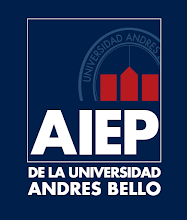 UNIVERSIDAD ANDRES
AIEP
DE LA UNIVERSIDAD
ANDRES BELLO